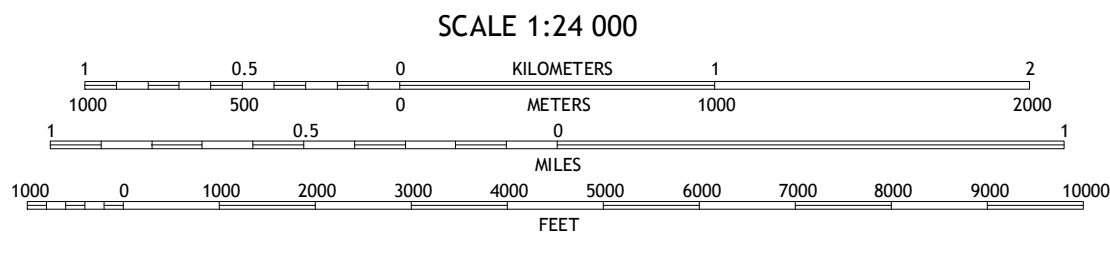 SCALE 1:24 000
1 0.5 0 KILOMETERS 1 2
1000 500 0 METERS 1000 2000
1 0.5 0 1
MILES
1000 0 1000 2000 3000 4000 5000 6000 7000 8000 9000 10000
FEET